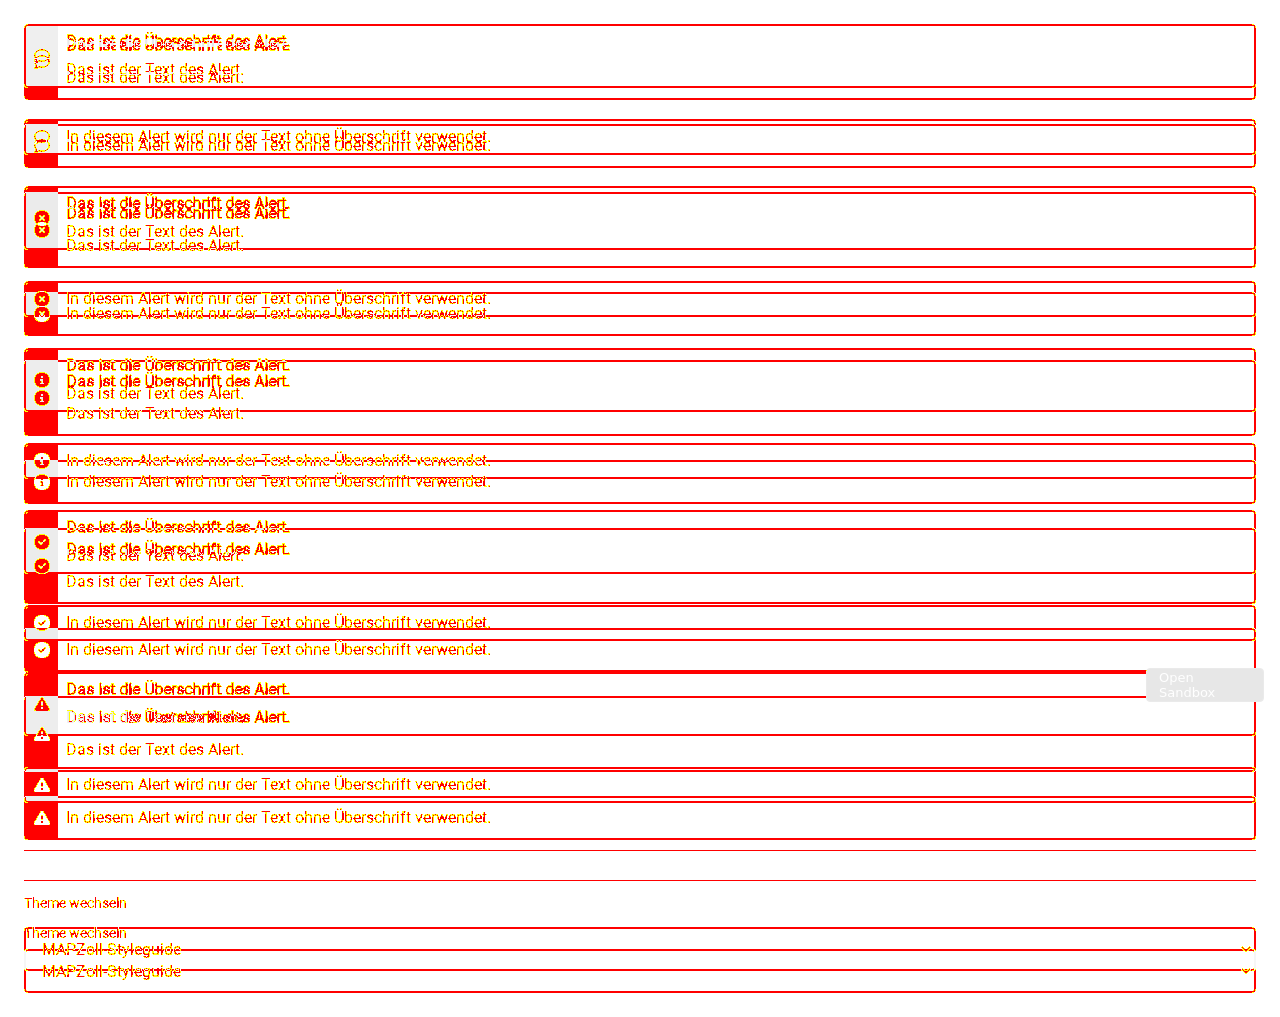 Das ist die Überschrift des Alert.
Das ist die Überschrift des Alert.
Das ist der Text des Alert.
Das ist der Text des Alert.
In diesem Alert wird nur der Text ohne Überschrift verwendet.
In diesem Alert wird nur der Text ohne Überschrift verwendet.
Das ist die Überschrift des Alert.
Das ist die Überschrift des Alert.
Das ist der Text des Alert.
Das ist der Text des Alert.
In diesem Alert wird nur der Text ohne Überschrift verwendet.
In diesem Alert wird nur der Text ohne Überschrift verwendet.
Das ist die Überschrift des Alert.
Das ist die Überschrift des Alert.
Das ist der Text des Alert.
Das ist der Text des Alert.
In diesem Alert wird nur der Text ohne Überschrift verwendet.
In diesem Alert wird nur der Text ohne Überschrift verwendet.
Das ist die Überschrift des Alert.
Das ist die Überschrift des Alert.
Das ist der Text des Alert.
Das ist der Text des Alert.
In diesem Alert wird nur der Text ohne Überschrift verwendet.
In diesem Alert wird nur der Text ohne Überschrift verwendet.
Open
Sandbox
Das ist die Überschrift des Alert.
Das ist die Überschrift des Alert.
Das ist der Text des Alert.
In diesem Alert wird nur der Text ohne Überschrift verwendet.
In diesem Alert wird nur der Text ohne Überschrift verwendet.
Theme wechseln
Theme wechseln
MAPZoll-Styleguide
MAPZoll-Styleguide